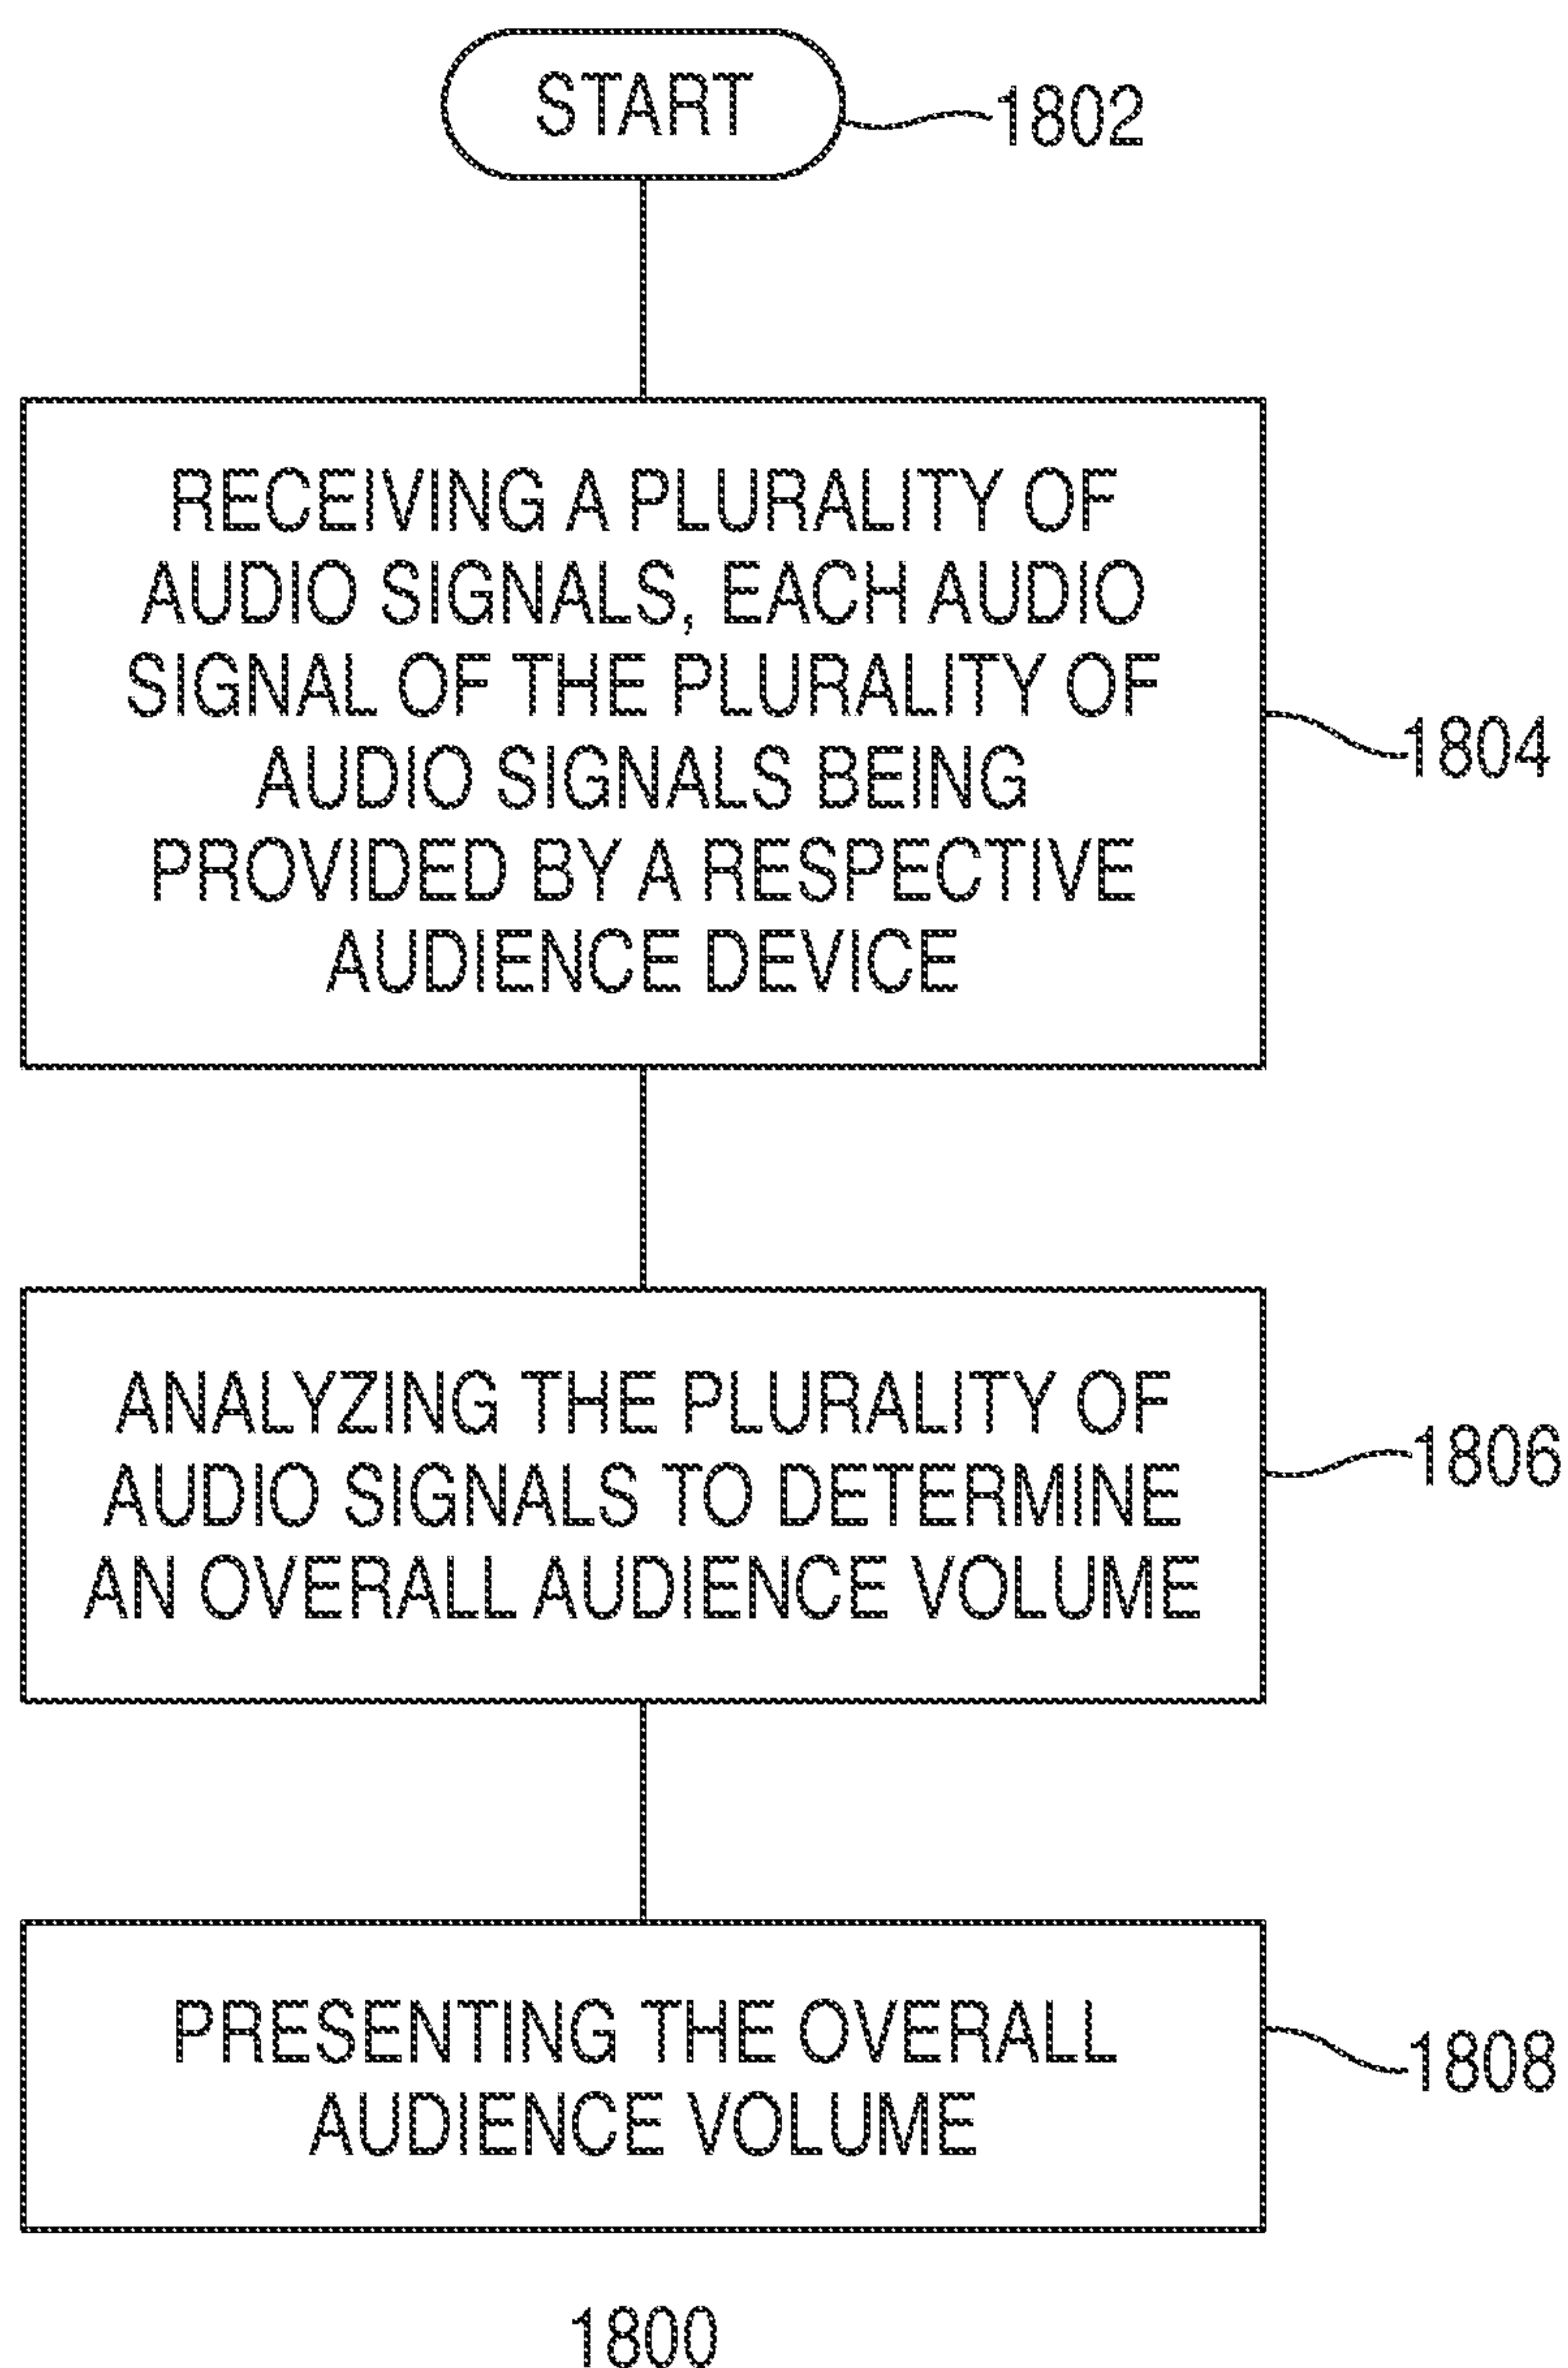 START
1802
RECEIVING A PLURALITY OF
AUDIO SIGNALS, EACH AUDIO
SIGNAL OF THE PLURALITY OF
AUDIO SIGNALS BEING
PROVIDED BY A RESPECTIVE
AUDIENCE DEVICE
1804
ANALYZING THE PLURALITY OF
AUDIO SIGNALS TO DETERMINE
AN OVERALL AUDIENCE VOLUME
1806
PRESENTING THE OVERALL
AUDIENCE VOLUME
1808
1800